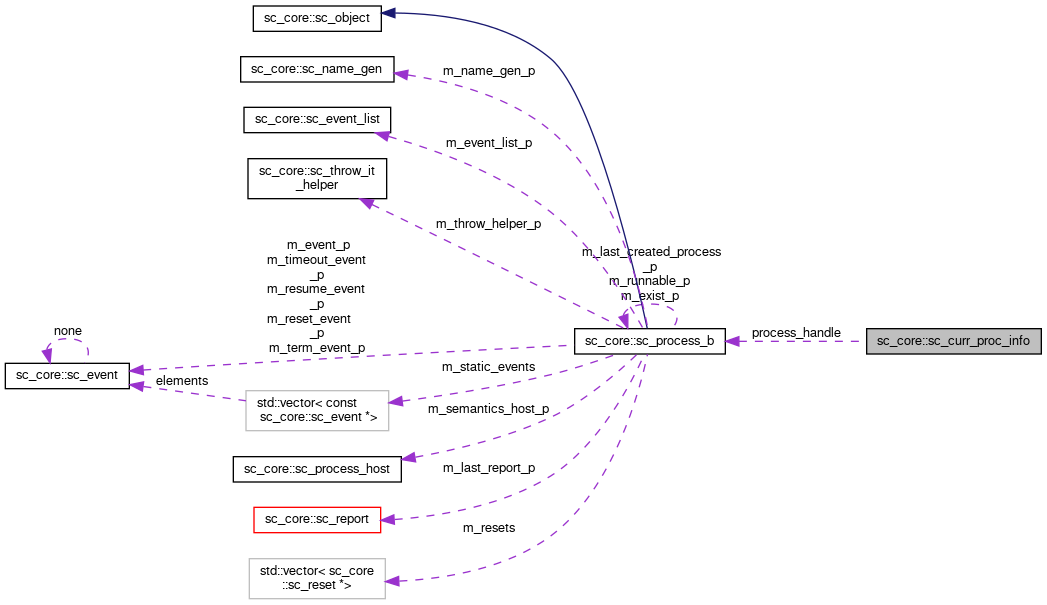 sc_core::sc_object
sc_core::sc_name_gen
m_name_gen_p
sc_core::sc_event_list
m_event_list_p
sc_core::sc_throw_it
_helper
m_throw_helper_p
m_last_created_process
_p
m_runnable_p
m_exist_p
m_event_p
m_timeout_event
_p
m_resume_event
_p
m_reset_event
_p
m_term_event_p
none
sc_core::sc_event
elements
sc_core::sc_process_b
process_handle
sc_core::sc_curr_proc_info
m_static_events
std::vector< const
sc_core::sc_event *>
m_semantics_host_p
sc_core::sc_process_host
m_last_report_p
sc_core::sc_report
m_resets
std::vector< sc_core
::sc_reset *>